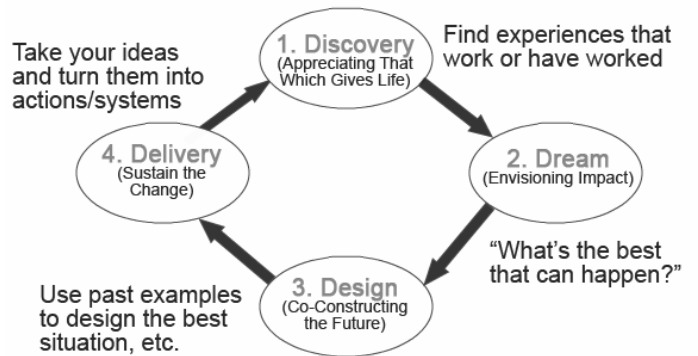 1. Discovery
(Appreciating That
Which Gives Life)
Find experiences that
work or have worked
2. Dream
(Envisioning Impact)
“What’s the best
that can happen?”
3. Design
(Co-Constructing
the Future)
Use past examples
to design the best
situation, etc.
4. Delivery
(Sustain the
Change)
Take your ideas
and turn them into
actions/systems